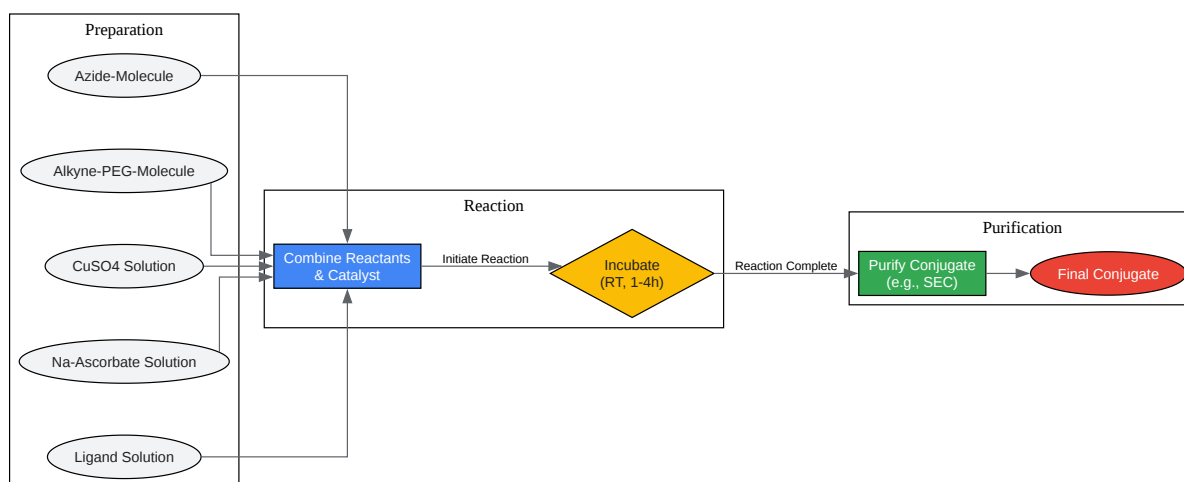 Preparation
Azide-Molecule
Alkyne-PEG-Molecule
CuSO4 Solution
Na-Ascorbate Solution
Ligand Solution
Reaction
Combine Reactants
& Catalyst
Initiate Reaction
Incubate
(RT, 1-4h)
Reaction Complete
Purification
Purify Conjugate
(e.g., SEC)
Final Conjugate